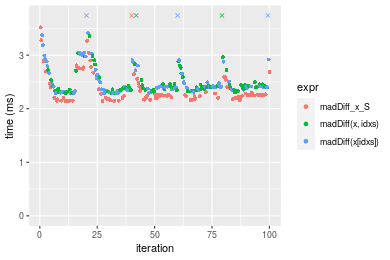 time (ms)
3
2
1
0
0
25
50
75
100
iteration
expr
madDiff_x_S
madDiff(x, idxs)
madDiff(x[idxs])